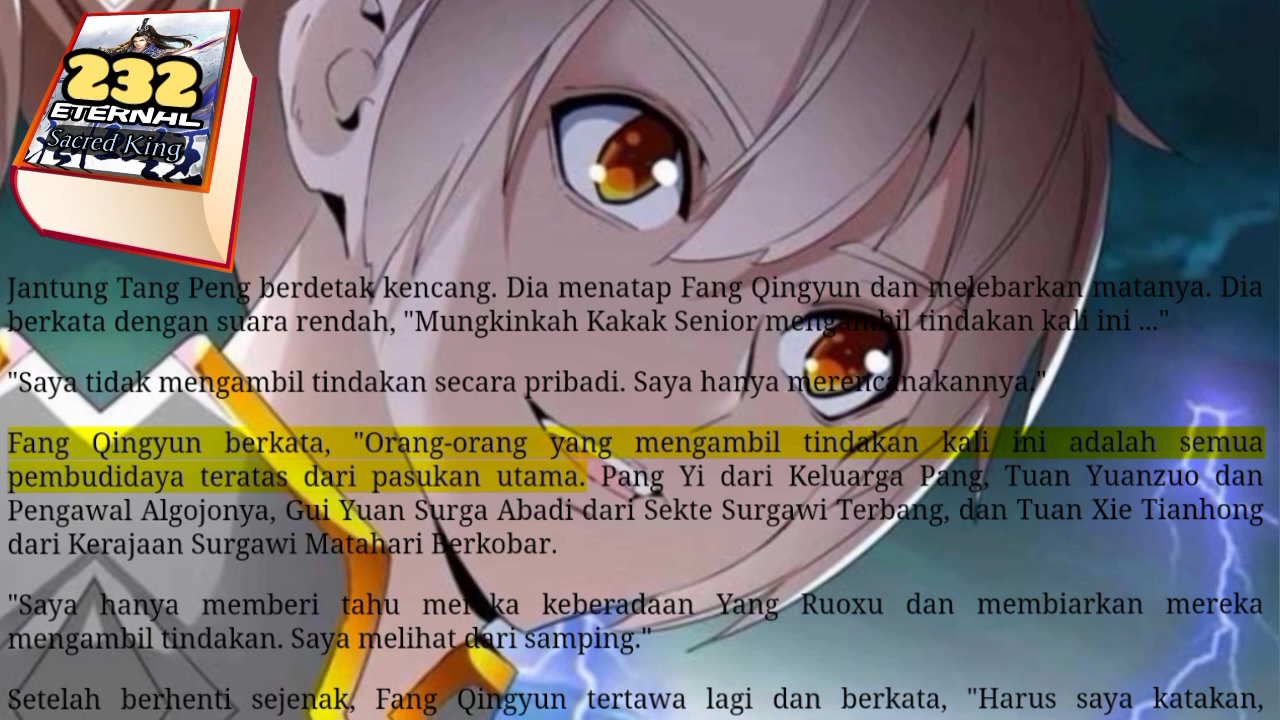 232
ETERNAL
Sacred King
Jantung Tang Peng berdetak kencang. Dia menatap Fang Qingyun dan melebarkan matanya. Dia
berkata dengan suara rendah, "Mungkinkah Kakak Senior mengambil tindakan kali ini ..."
"Saya tidak mengambil tindakan secara pribadi. Saya hanya merencanakannya."
Fang Qingyun berkata, "Orang-orang yang mengambil tindakan kali ini adalah semua
pembudidaya teratas dari pasukan utama. Pang Yi dari Keluarga Pang, Tuan Yuanzuo dan
Pengawal Algojonya, Gui Yuan Surga Abadi dari Sekte Surgawi Terbang, dan Tuan Xie Tianhong
dari Kerajaan Surgawi Matahari Berkobar.
"Saya hanya memberi tahu mereka keberadaan Yang Ruoxu dan membiarkan mereka
mengambil tindakan. Saya melihat dari samping."
Setelah berhenti sejenak, Fang Qingyun tertawa lagi dan berkata, "Harus saya katakan,